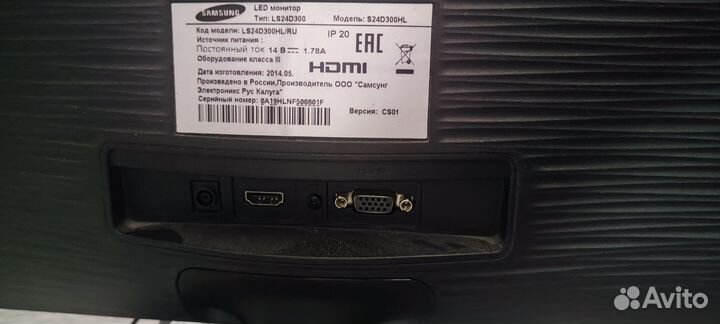 SAMSUNG
LED монитор
Тип: LS24D300
Модель: S24D300HL
Код модели: LS24D300HL/RU
IP 20
EAC
Источник питания:
Постоянный ток 14 В 1.78A
Оборудование класса III
HDMI
Дата изготовления: 2014.05.
Произведено в России,Производитель ООО "Самсунг
Электроникс Рус Калуга"
Серийный номер: 0A19HLNF500801F
Версия: CS01
Avito